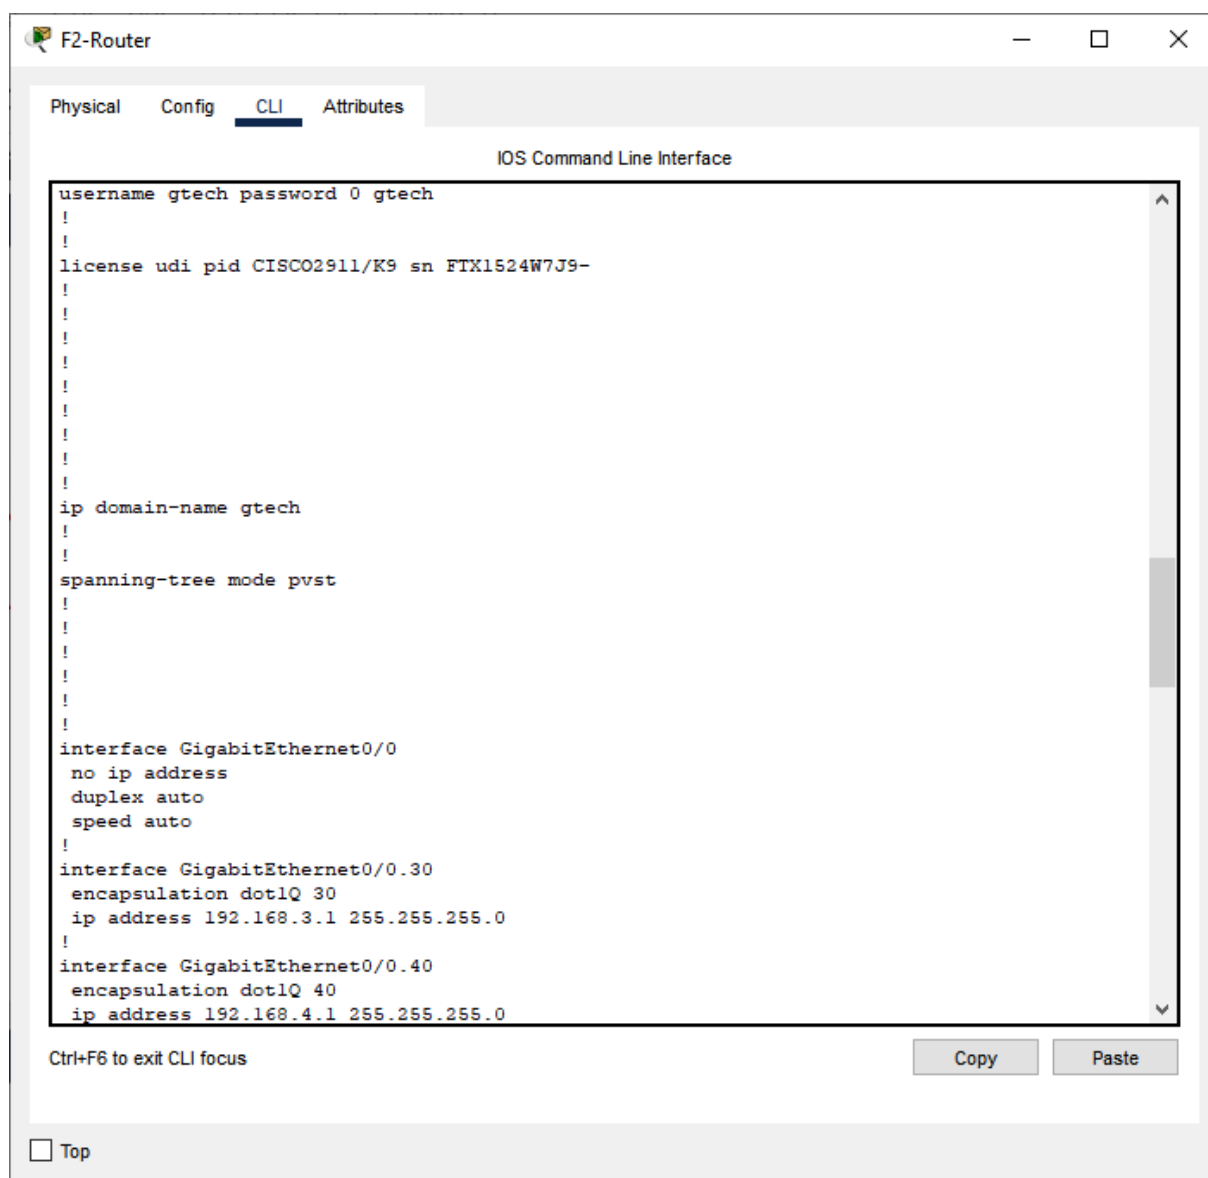 F2-Router
Physical Config CLI Attributes
IOS Command Line Interface
username gtech password 0 gtech
!
!
license udi pid CISCO2911/K9 sn FTX1524W7J9-
!
!
!
!
!
!
!
!
!
ip domain-name gtech
!
!
spanning-tree mode pvst
!
!
!
!
!
!
interface GigabitEthernet0/0
 no ip address
 duplex auto
 speed auto
!
interface GigabitEthernet0/0.30
 encapsulation dot1Q 30
 ip address 192.168.3.1 255.255.255.0
!
interface GigabitEthernet0/0.40
 encapsulation dot1Q 40
 ip address 192.168.4.1 255.255.255.0
Ctrl+F6 to exit CLI focus
Copy Paste
Top